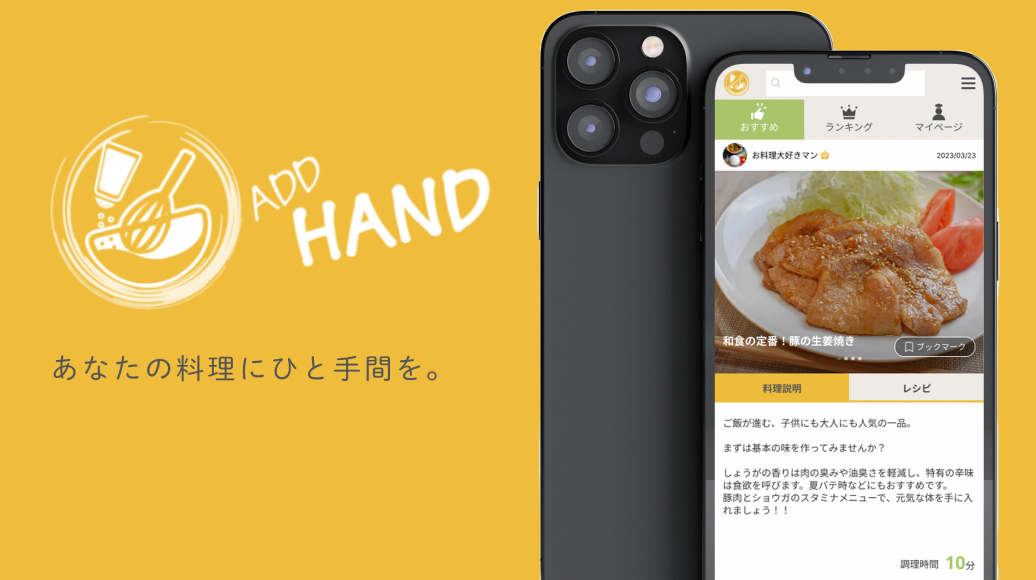 ADD
HAND
あなたの料理にひと手間を。
おすすめ
ランキング
マイページ
お料理大好きマン
2023/03/23
和食の定番！豚の生姜焼き
ブックマーク
料理説明
レシピ
ご飯が進む、子供にも大人にも人気の一品。
まずは基本の味を作ってみませんか？
しょうがの香りは肉の臭みや油臭さを軽減し、特有の辛味
は食欲を呼びます。夏バテ時などにもおすすめです。
豚肉とショウガのスタミナメニューで、元気な体を手に入
れましょう！！
調理時間 10分